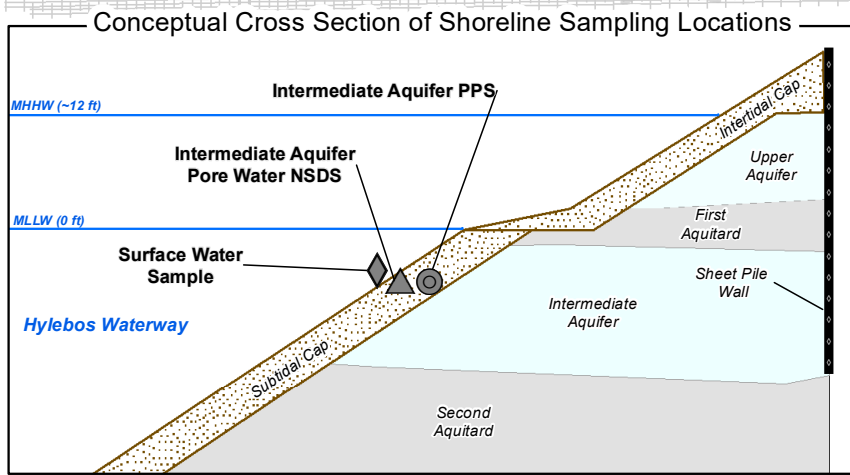 Conceptual Cross Section of Shoreline Sampling Locations
MHHW (~12 ft)
Intermediate Aquifer PPS
Intertidal Cap
Intermediate Aquifer
Pore Water NSDS
Upper
Aquifer
MLLW (0 ft)
First
Aquitard
Surface Water
Sample
Sheet Pile
Wall
Hylebos Waterway
Intermediate
Aquifer
Subtidal Cap
Second
Aquitard